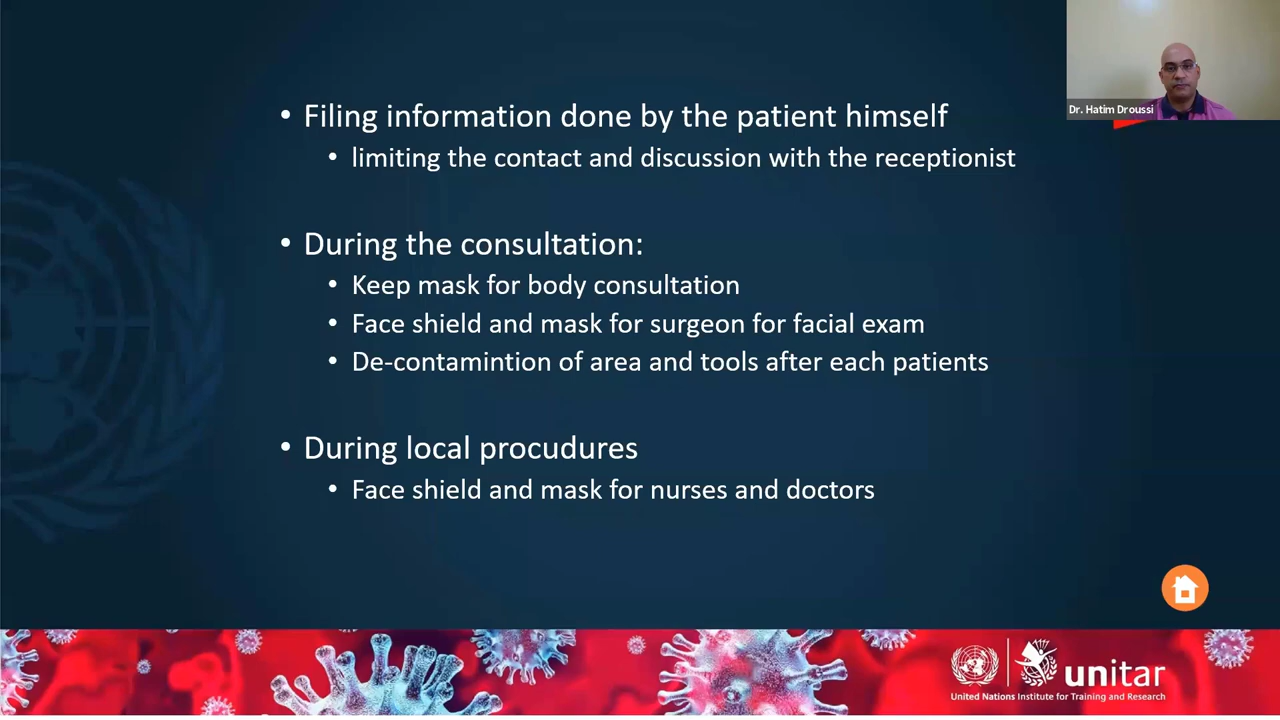 Dr. Hatim Droussi
• Filing information done by the patient himself
• limiting the contact and discussion with the receptionist
• During the consultation:
• Keep mask for body consultation
• Face shield and mask for surgeon for facial exam
• De-contamintion of area and tools after each patients
• During local procudures
• Face shield and mask for nurses and doctors
unitar
United Nations Institute for Training and Research